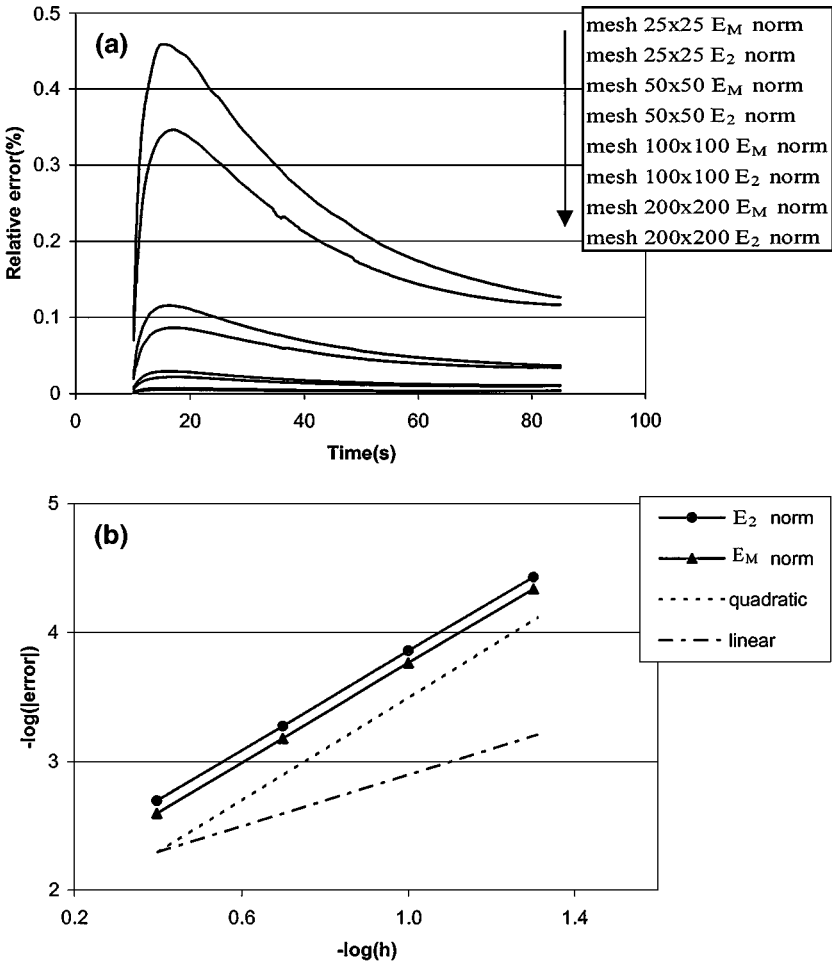 (a)
Relative error(%)
0.5
0.4
0.3
0.2
0.1
0
0
20
40
60
80
100
Time(s)
mesh 25x25 E_M norm
mesh 25x25 E_2 norm
mesh 50x50 E_M norm
mesh 50x50 E_2 norm
mesh 100x100 E_M norm
mesh 100x100 E_2 norm
mesh 200x200 E_M norm
mesh 200x200 E_2 norm
(b)
-log(|error|)
5
4
3
2
0.2
0.6
1.0
1.4
-log(h)
E_2 norm
E_M norm
quadratic
linear